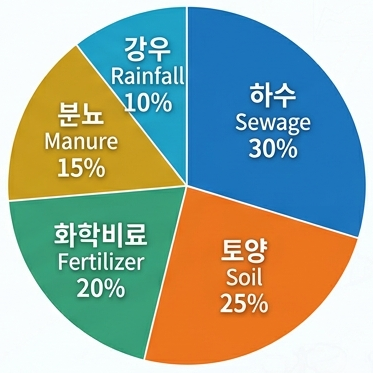 강우
Rainfall
10%
하수
Sewage
30%
분뇨
Manure
15%
화학비료
Fertilizer
20%
토양
Soil
25%